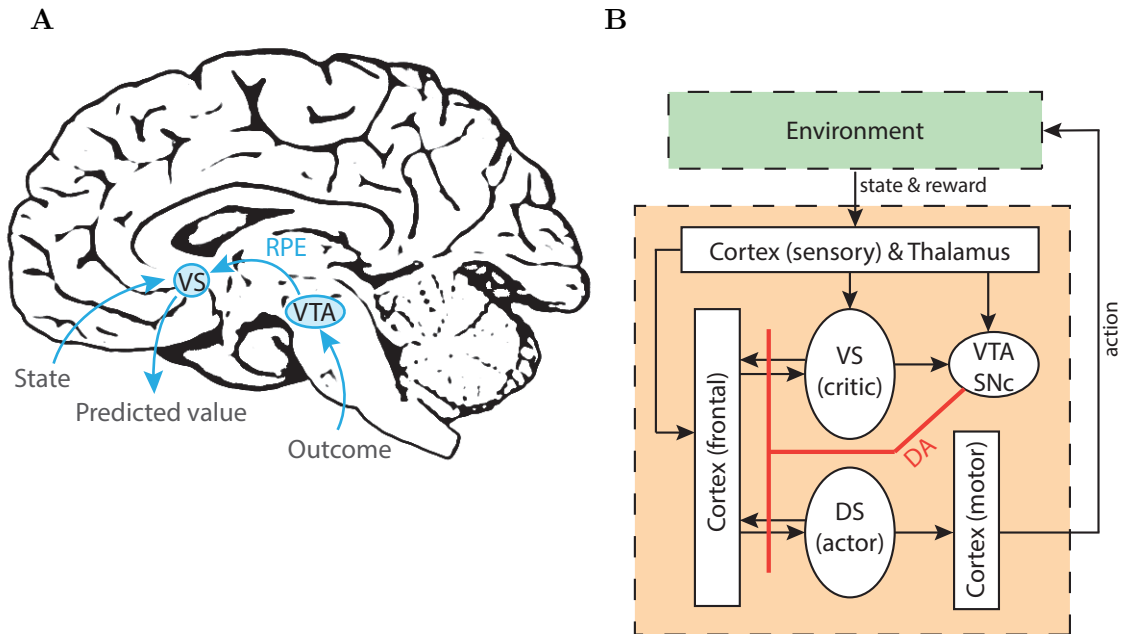 A
RPE
VS
VTA
State
Predicted value
Outcome
B
Environment
state & reward
Cortex (sensory) & Thalamus
Cortex (frontal)
VS
(critic)
VTA
SNc
DA
DS
(actor)
Cortex (motor)
action